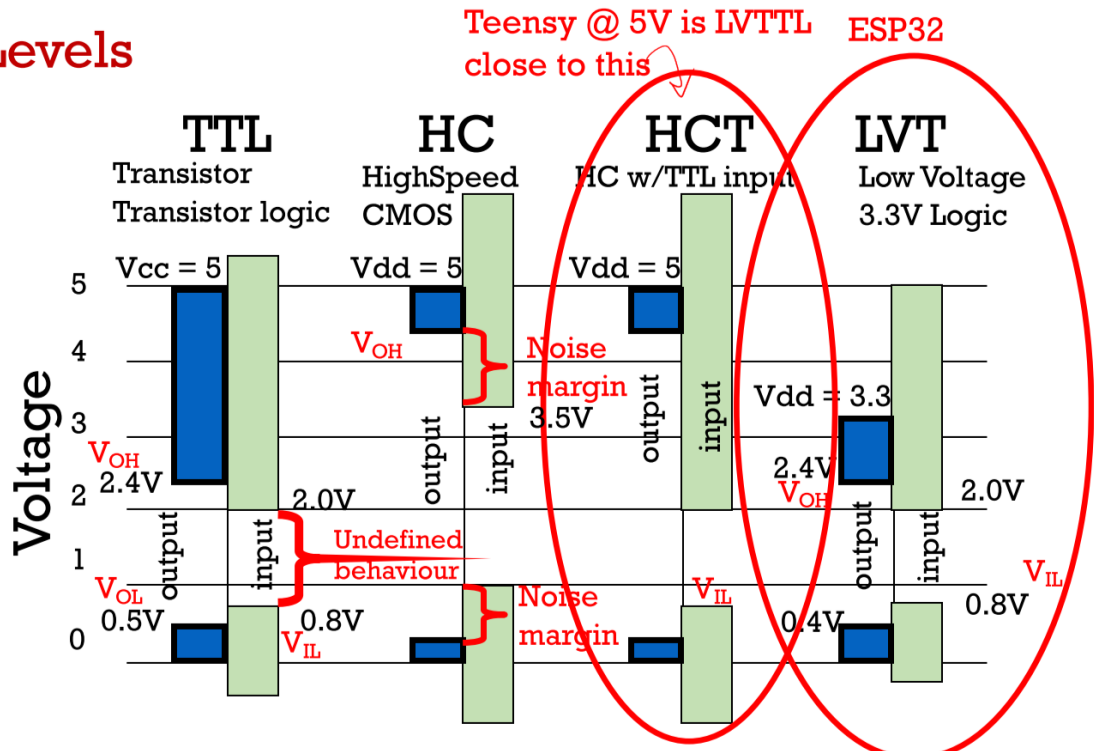 Levels
Teensy @ 5V is LVTTL
close to this
ESP32
TTL
Transistor
Transistor logic
HC
HighSpeed
CMOS
HCT
HC w/TTL input
LVT
Low Voltage
3.3V Logic
Voltage
5
4
3
2
1
0
Vcc = 5
VOH
2.4V
output
input
2.0V
VOL
0.5V
0.8V
VIL
Undefined
behaviour
Vdd = 5
VOH
Noise
margin
3.5V
output
input
Noise
margin
Vdd = 5
output
input
VIL
Vdd = 3.3
2.4V
VOH
output
input
2.0V
0.4V
VIL
0.8V